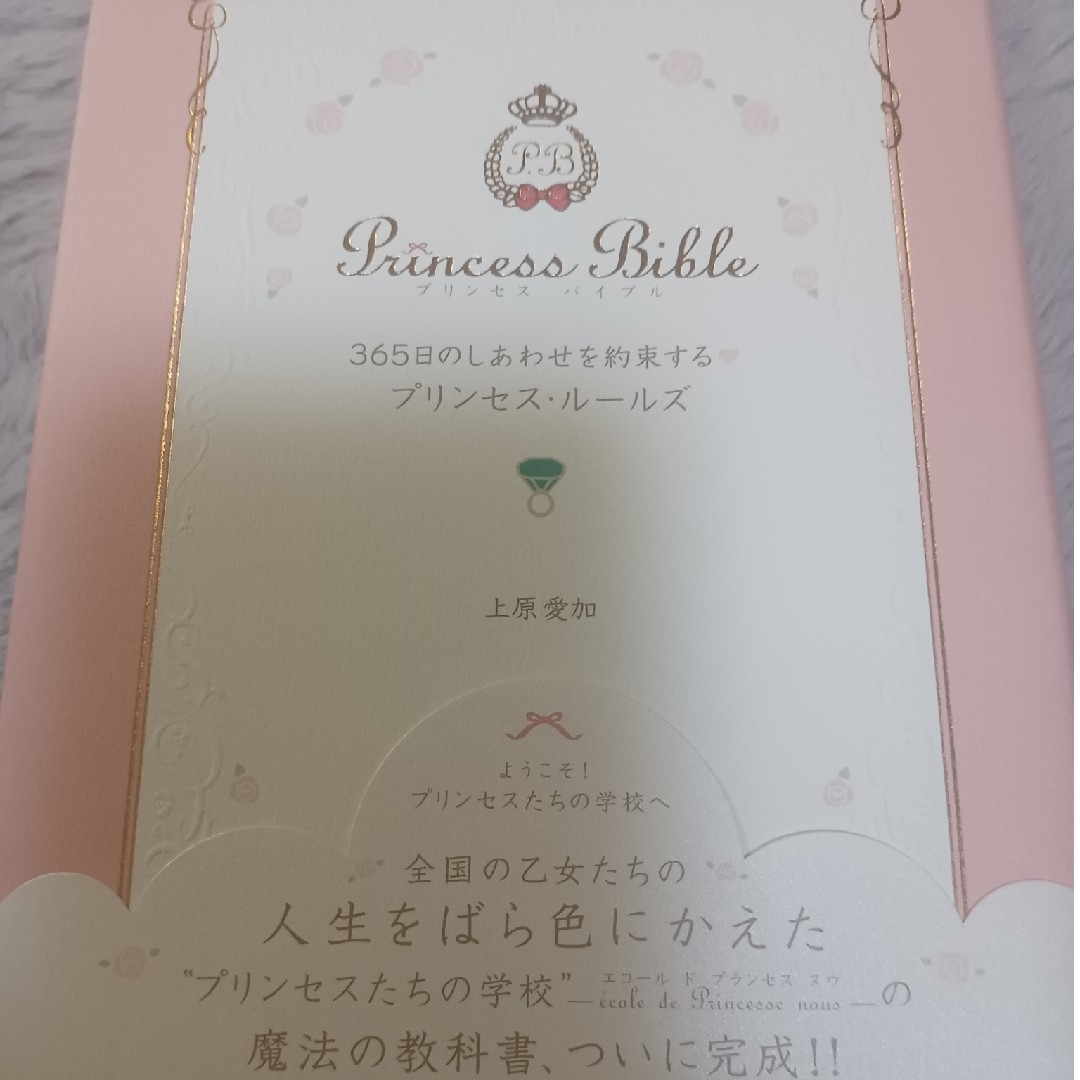 P.B
Princess Bible
プリンセス バイブル
365日のしあわせを約束する♥
プリンセス・ルールズ
上原愛加
ようこそ!
プリンセスたちの学校へ
全国の乙女たちの
人生をばら色にかえた
エコール ド プランセス ヌゥ
“プリンセスたちの学校”—école de Princesse nous—の
魔法の教科書、ついに完成!!